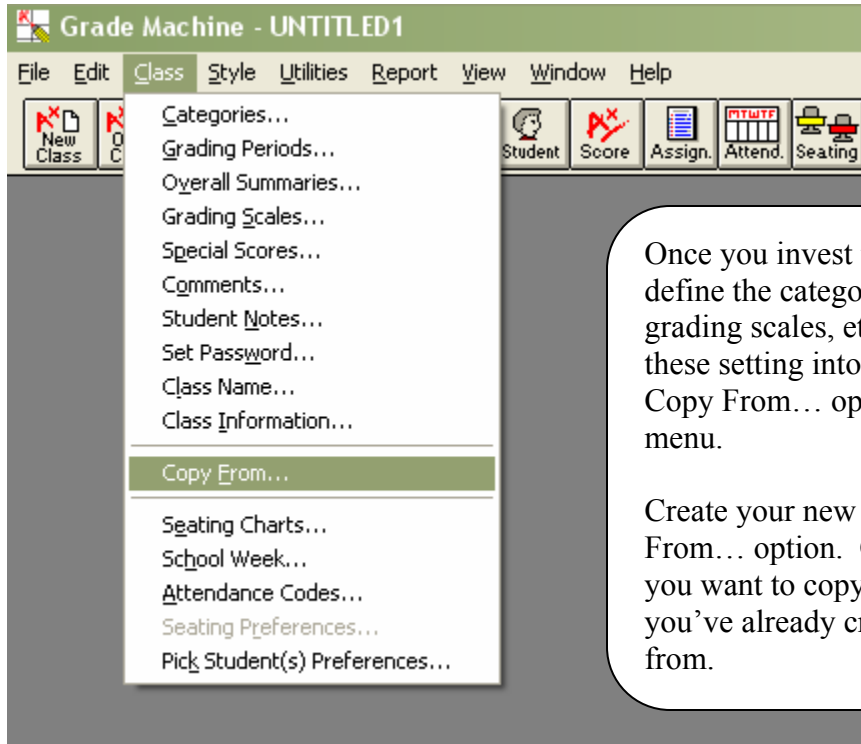 Grade Machine - UNTITLED1
File Edit Class Style Utilities Report View Window Help
New Class
Student
Score
Assign.
MTWTF
Attend.
Seating
Categories...
Grading Periods...
Overall Summaries...
Grading Scales...
Special Scores...
Comments...
Student Notes...
Set Password...
Class Name...
Class Information...
Copy From...
Seating Charts...
School Week...
Attendance Codes...
Seating Preferences...
Pick Student(s) Preferences...
Once you invest
define the catego
grading scales, et
these setting into
Copy From… op
menu.
Create your new
From… option.
you want to copy
you’ve already cr
from.